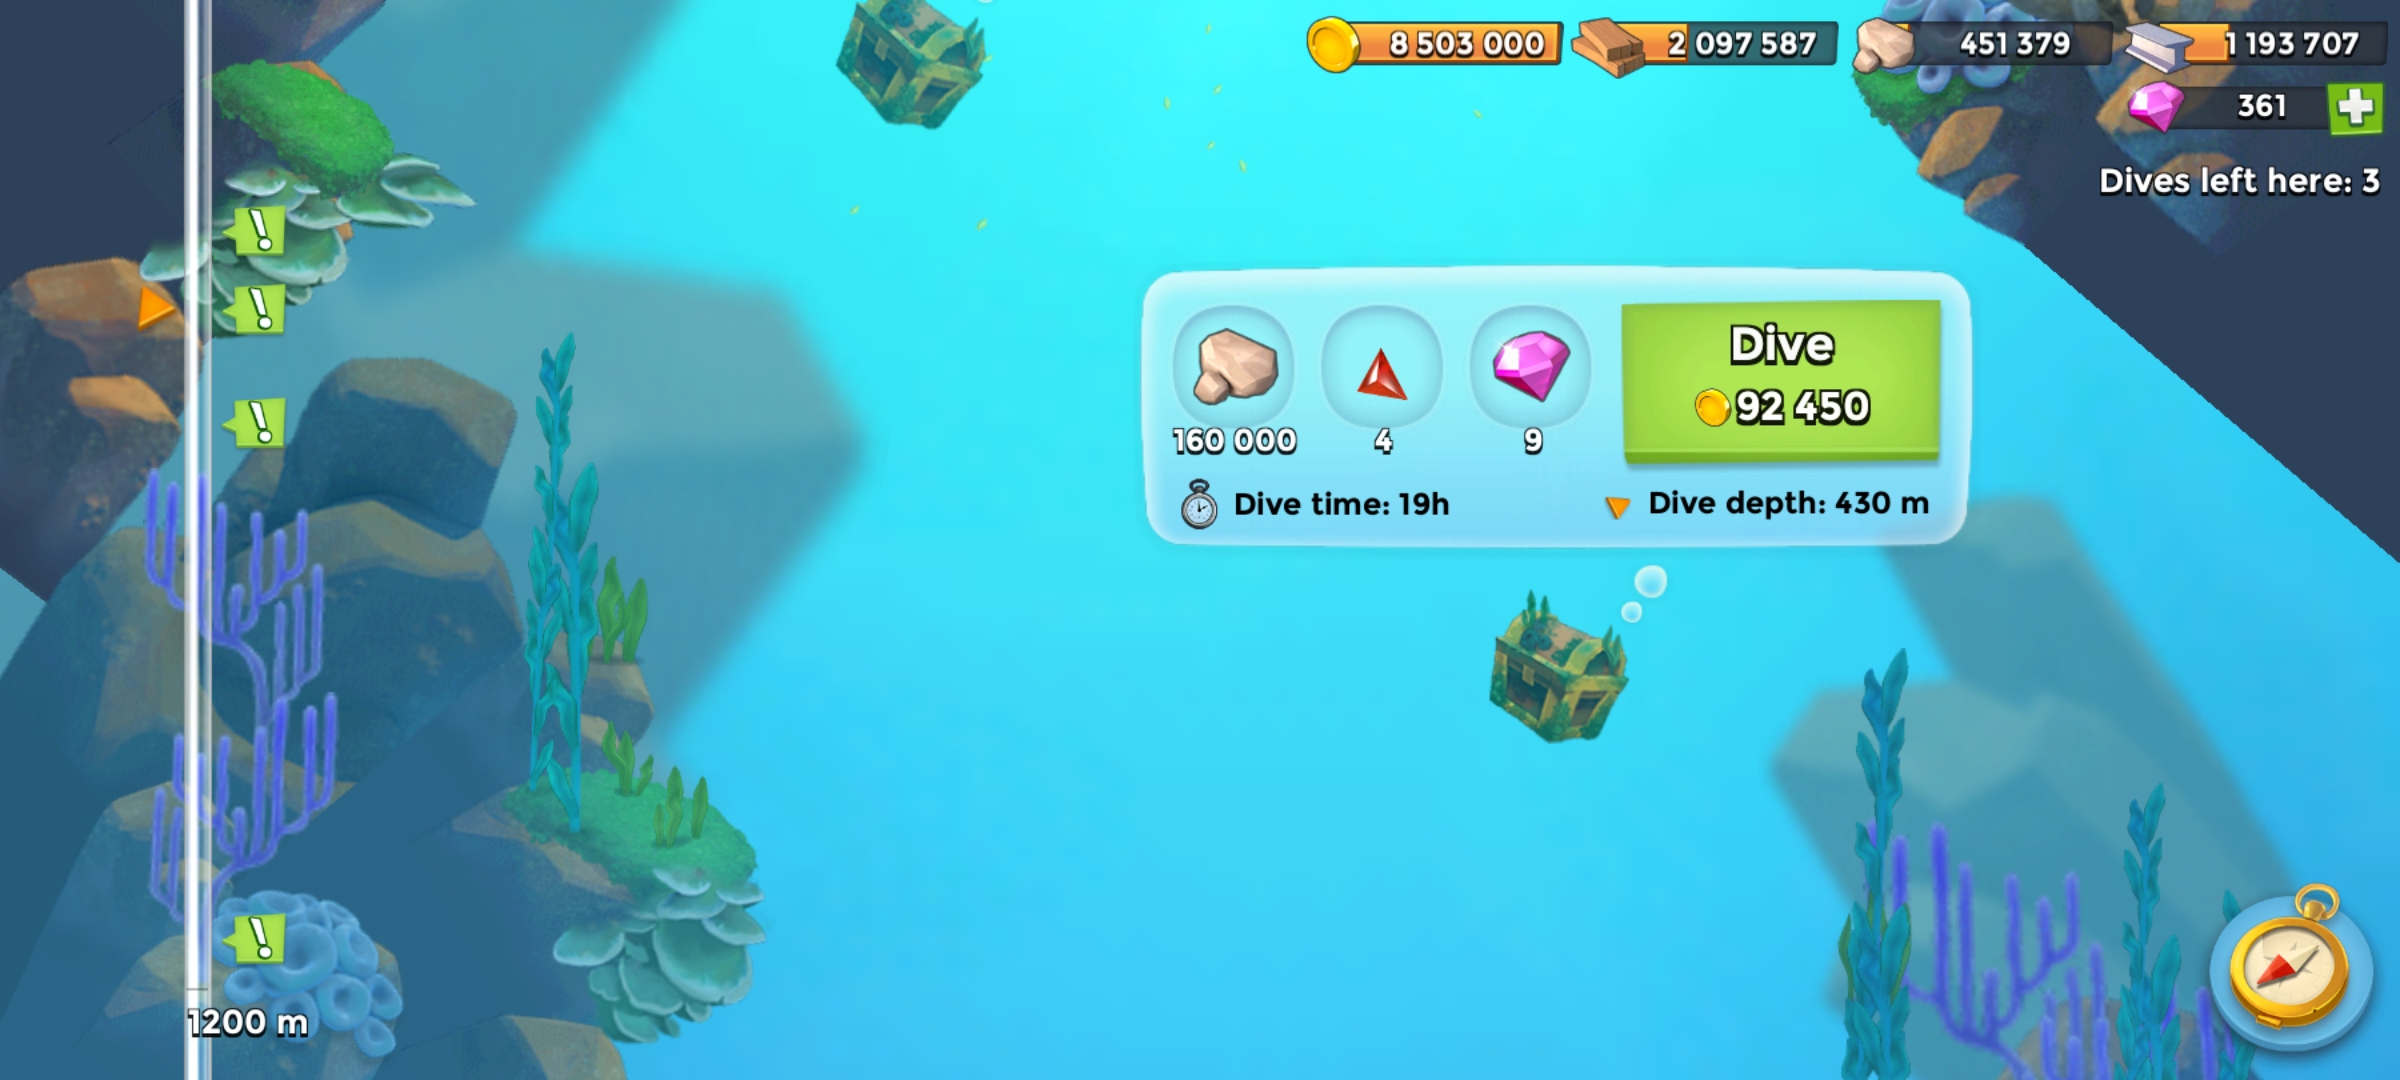 8 503 000
2 097 587
451 379
1 193 707
361
Dives left here: 3
Dive
92 450
160 000
4
9
Dive time: 19h
Dive depth: 430 m
!
!
!
!
1200 m